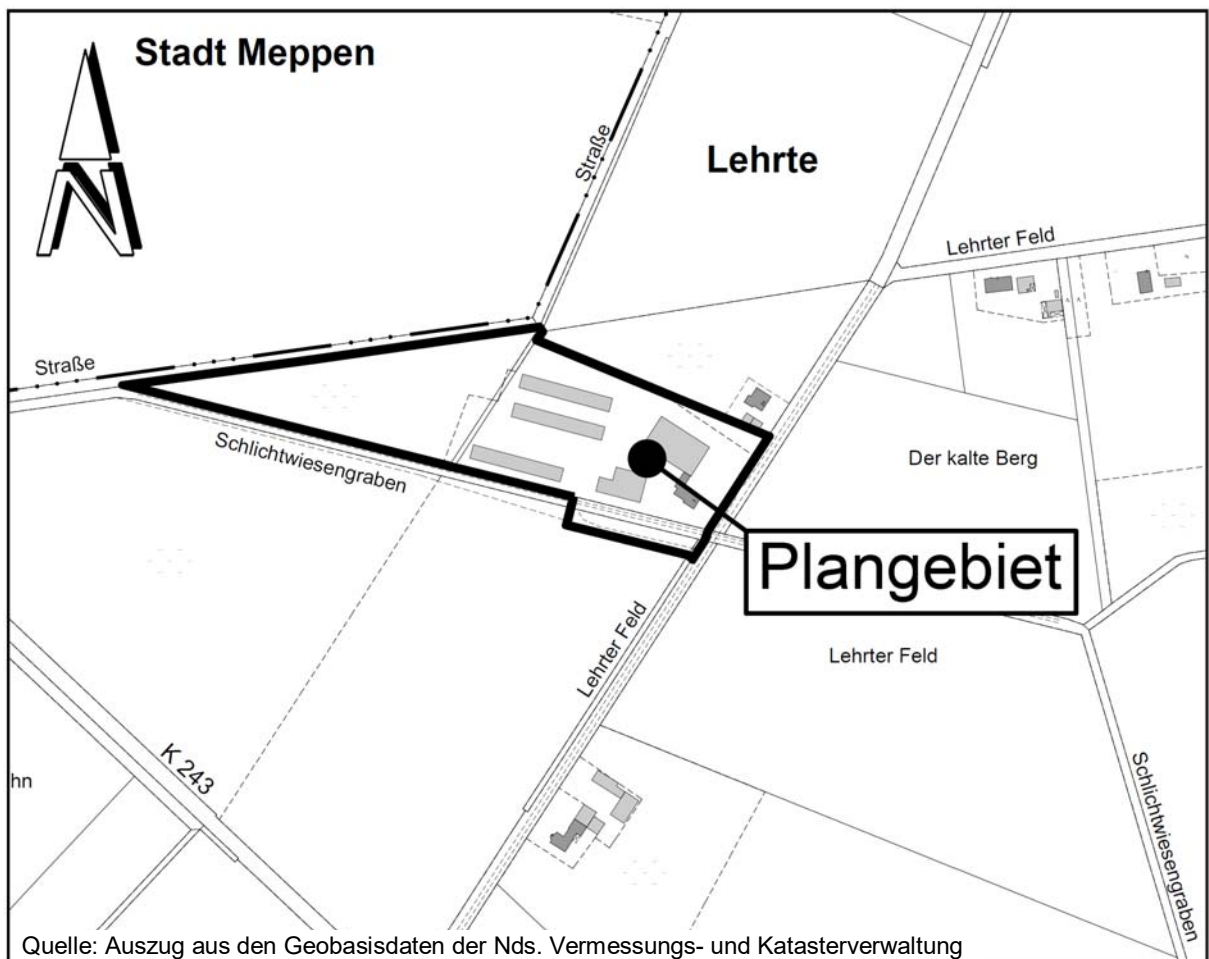 Stadt Meppen
N
Straße
Lehrte
Lehrter Feld
Straße
Schlichtwiesengraben
Der kalte Berg
Plangebiet
Lehrter Feld
Lehrter Feld
K 243
hn
Schlichtwiesengraben
Quelle: Auszug aus den Geobasisdaten der Nds. Vermessungs- und Katasterverwaltung